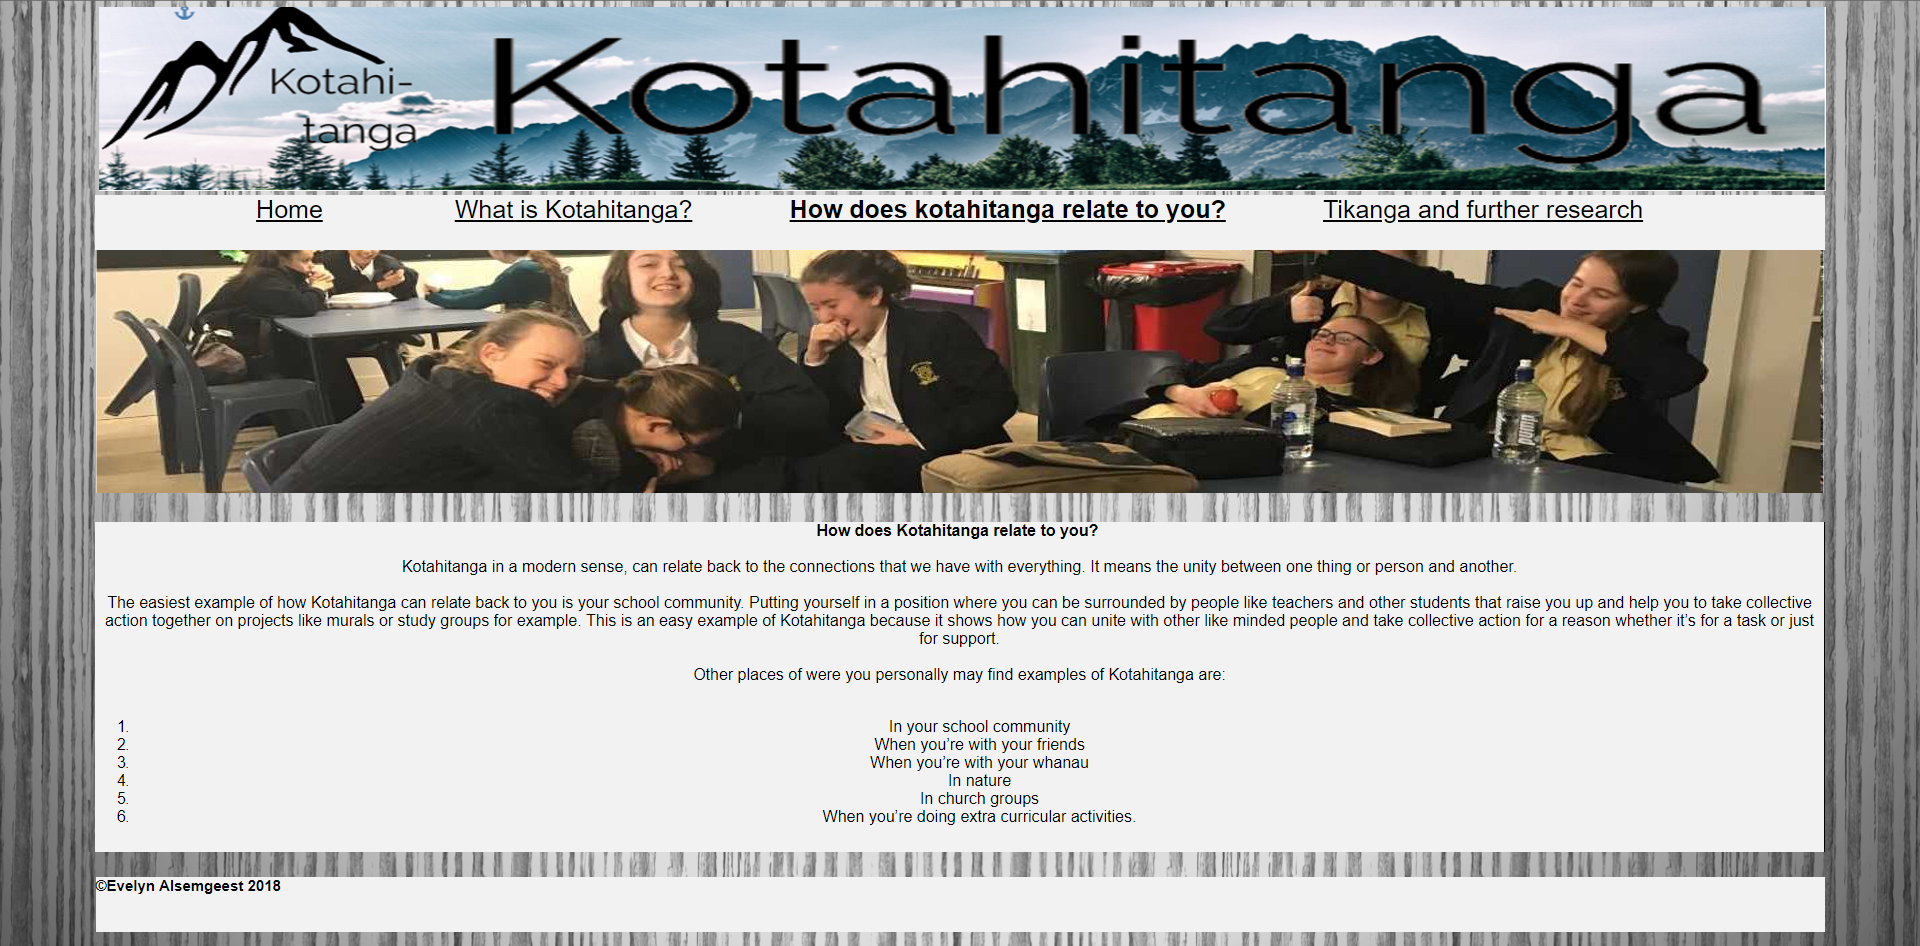 Kotahi-
tanga
Kotahitanga
Home What is Kotahitanga? How does kotahitanga relate to you? Tikanga and further research
PUMP
How does Kotahitanga relate to you?
Kotahitanga in a modern sense, can relate back to the connections that we have with everything. It means the unity between one thing or person and another.
The easiest example of how Kotahitanga can relate back to you is your school community. Putting yourself in a position where you can be surrounded by people like teachers and other students that raise you up and help you to take collective
action together on projects like murals or study groups for example. This is an easy example of Kotahitanga because it shows how you can unite with other like minded people and take collective action for a reason whether it’s for a task or just
for support.
Other places of were you personally may find examples of Kotahitanga are:
1. In your school community
2. When you’re with your friends
3. When you’re with your whanau
4. In nature
5. In church groups
6. When you’re doing extra curricular activities.
©Evelyn Alsemgeest 2018